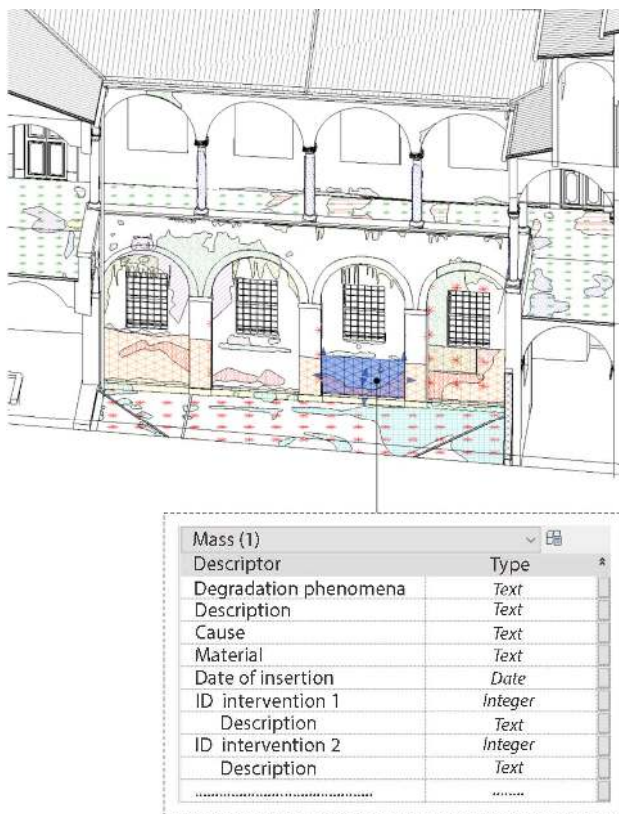 Mass (1)
Descriptor Type
Degradation phenomena Text
Description Text
Cause Text
Material Text
Date of insertion Date
ID intervention 1 Integer
Description Text
ID intervention 2 Integer
Description Text